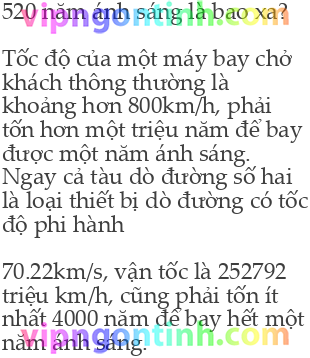 520 năm ánh sáng là bao xa?
vipngontinh.com
Tốc độ của một máy bay chở
khách thông thường là
khoảng hơn 800km/h, phải
tốn hơn một triệu năm để bay
được một năm ánh sáng.
Ngay cả tàu dò đường số hai
là loại thiết bị dò đường có tốc
độ phi hành
70.22km/s, vận tốc là 252792
triệu km/h, cũng phải tốn ít
nhất 4000 năm để bay hết một
năm ánh sáng.
vipngontinh.com